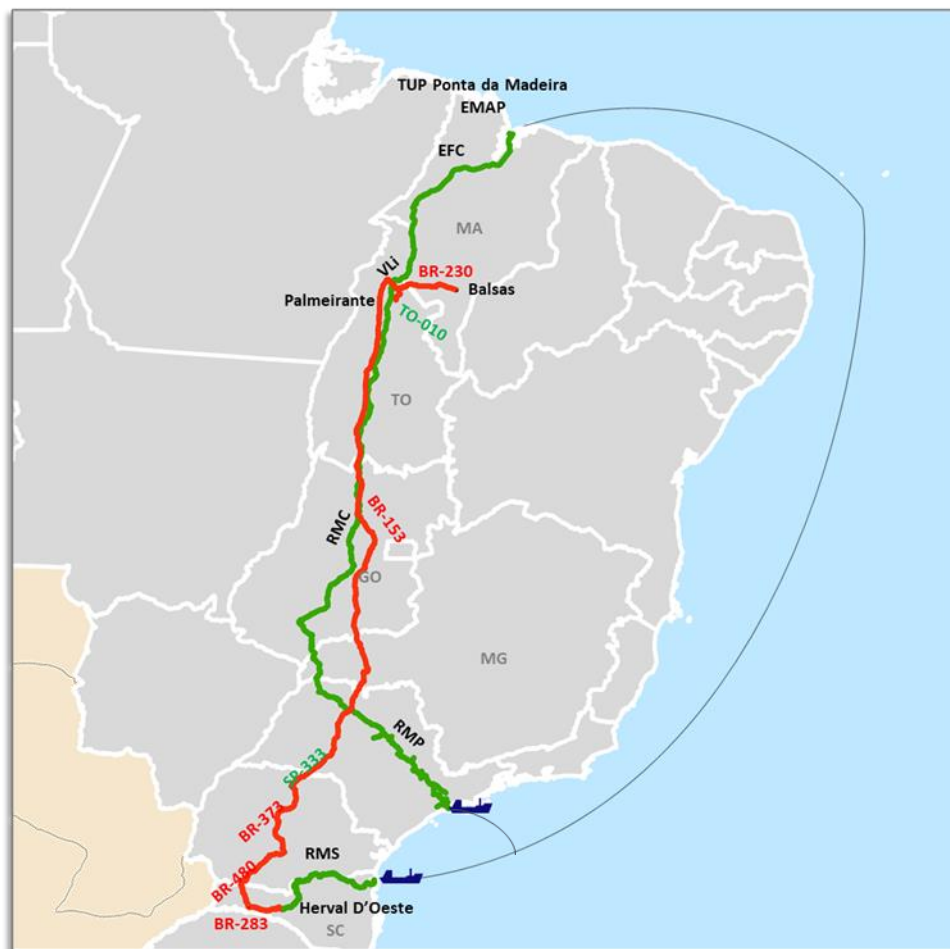 TUP Ponta da Madeira
EMAP
EFC
MA
VLi
BR-230
Balsas
Palmeirante
TO-010
TO
BR-153
RMC
GO
MG
RMP
SP-333
BR-373
RMS
BR-480
Herval D’Oeste
BR-283
SC